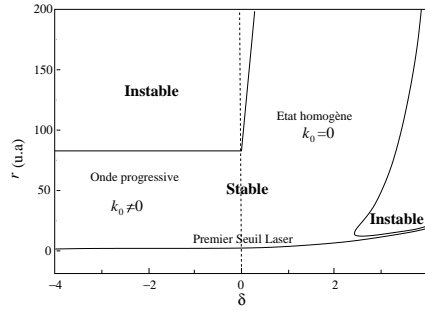 200
150
100
50
0
r (u.a)
Instable
Etat homogène
k₀=0
Onde progressive
k₀≠0
Stable
Instable
Premier Seuil Laser
-4
-2
0
2
δ